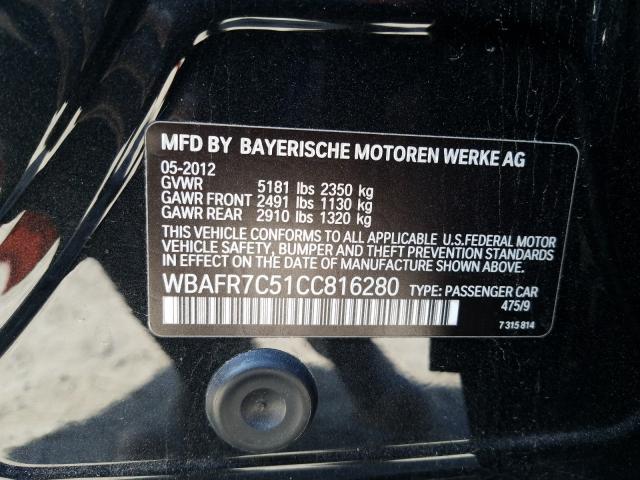 MFD BY BAYERISCHE MOTOREN WERKE AG
05-2012
GVWR 5181 lbs 2350 kg
GAWR FRONT 2491 lbs 1130 kg
GAWR REAR 2910 lbs 1320 kg
THIS VEHICLE CONFORMS TO ALL APPLICABLE U.S.FEDERAL MOTOR
VEHICLE SAFETY, BUMPER AND THEFT PREVENTION STANDARDS
IN EFFECT ON THE DATE OF MANUFACTURE SHOWN ABOVE.
WBAFR7C51CC816280 TYPE: PASSENGER CAR
475/9
7 315 814